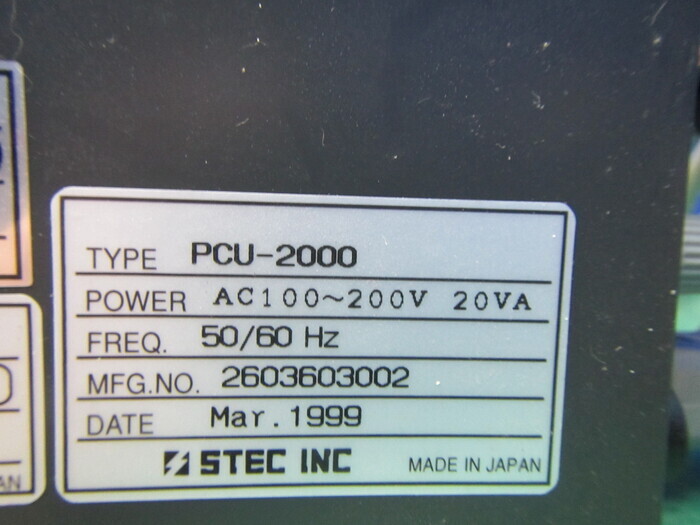 TYPE PCU-2000
POWER AC100~200V 20VA
FREQ. 50/60 Hz
MFG.NO. 2603603002
DATE Mar. 1999
STEC INC MADE IN JAPAN